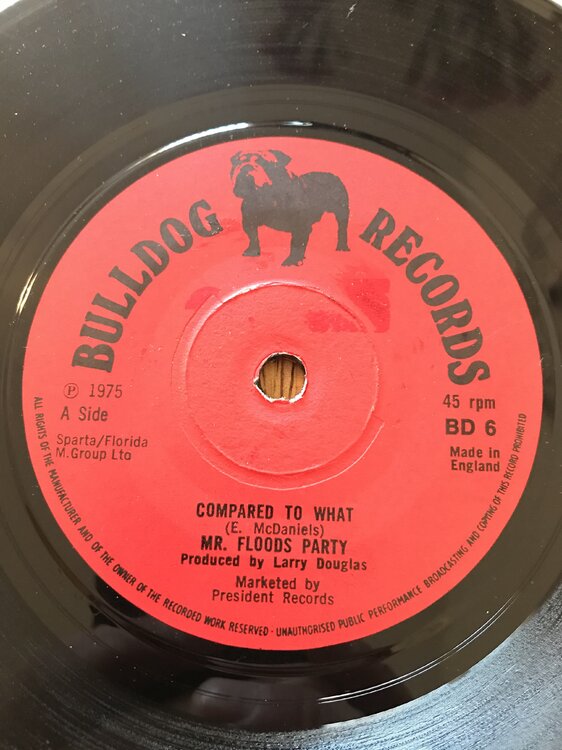 BULLDOG RECORDS
℗ 1975
A Side
Sparta/Florida
M.Group Ltd
45 rpm
BD 6
Made in
England
COMPARED TO WHAT
(E. McDaniels)
MR. FLOODS PARTY
Produced by Larry Douglas
Marketed by
President Records
ALL RIGHTS OF THE MANUFACTURER AND OF THE OWNER OF THE RECORDED WORK RESERVED · UNAUTHORISED PUBLIC PERFORMANCE BROADCASTING AND COPYING OF THIS RECORD PROHIBITED